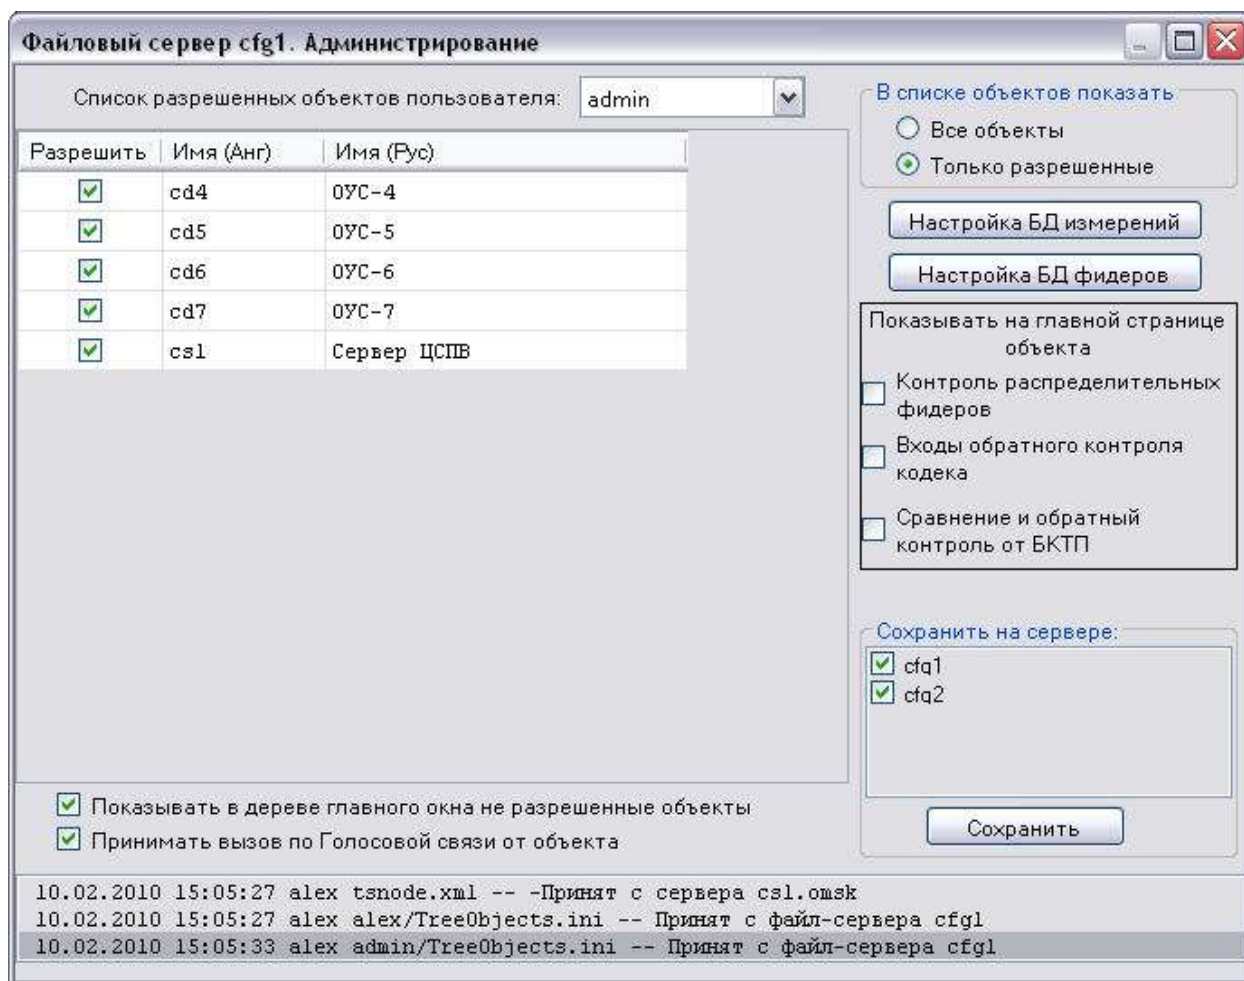 Файловый сервер cfg1. Администрирование
Список разрешенных объектов пользователя: admin
Разрешить Имя (Анг) Имя (Рус)
cd4 ОУС-4
cd5 ОУС-5
cd6 ОУС-6
cd7 ОУС-7
cs1 Сервер ЦСПВ
В списке объектов показать
Все объекты
Только разрешенные
Настройка БД измерений
Настройка БД фидеров
Показывать на главной странице
объекта
Контроль распределительных
фидеров
Входы обратного контроля
кодека
Сравнение и обратный
контроль от БКТП
Сохранить на сервере:
cfg1
cfg2
Сохранить
Показывать в дереве главного окна не разрешенные объекты
Принимать вызов по Голосовой связи от объекта
10.02.2010 15:05:27 alex tsnode.xml -- -Принят с сервера cs1.omsk
10.02.2010 15:05:27 alex alex/TreeObjects.ini -- Принят с файл-сервера cfg1
10.02.2010 15:05:33 alex admin/TreeObjects.ini -- Принят с файл-сервера cfg1